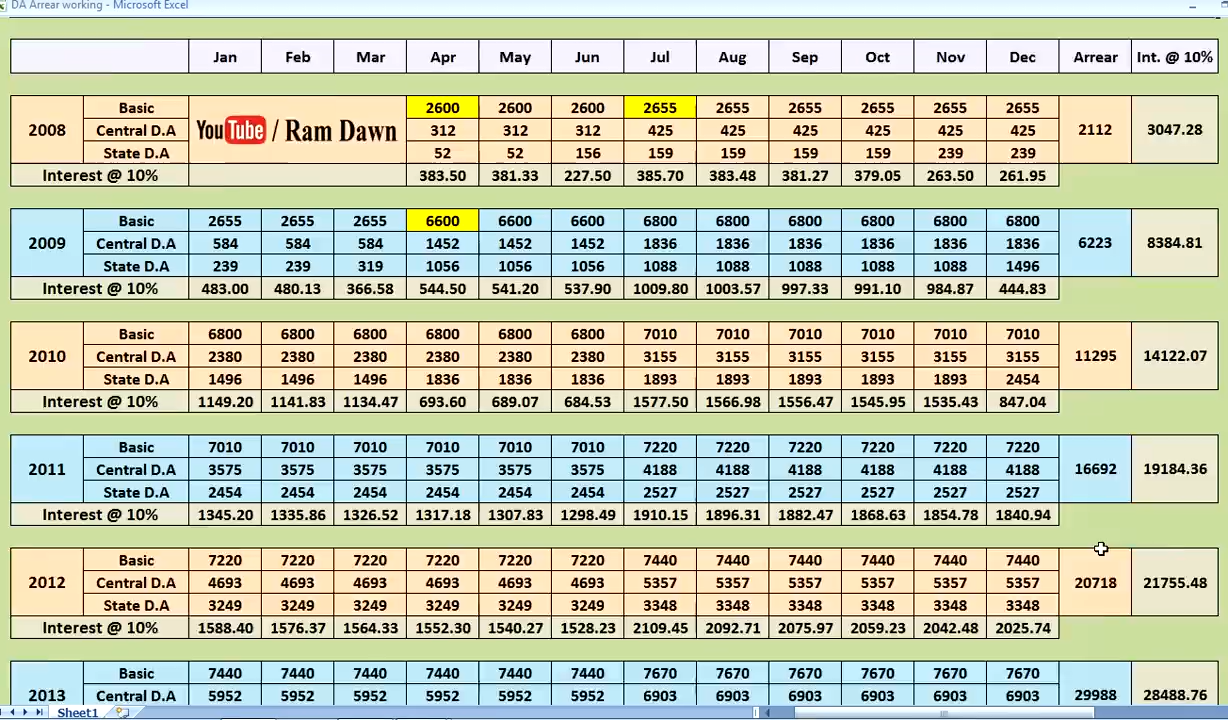 DA Arrear working - Microsoft Excel
Jan Feb Mar Apr May Jun Jul Aug Sep Oct Nov Dec Arrear Int. @ 10%
Basic 2600 2600 2600 2655 2655 2655 2655 2655 2655
2008 Central D.A YouTube / Ram Dawn 312 312 312 425 425 425 425 425 425 2112 3047.28
State D.A 52 52 156 159 159 159 159 239 239
Interest @ 10% 383.50 381.33 227.50 385.70 383.48 381.27 379.05 263.50 261.95
Basic 2655 2655 2655 6600 6600 6600 6800 6800 6800 6800 6800 6800
2009 Central D.A 584 584 584 1452 1452 1452 1836 1836 1836 1836 1836 1836 6223 8384.81
State D.A 239 239 319 1056 1056 1056 1088 1088 1088 1088 1088 1496
Interest @ 10% 483.00 480.13 366.58 544.50 541.20 537.90 1009.80 1003.57 997.33 991.10 984.87 444.83
Basic 6800 6800 6800 6800 6800 6800 7010 7010 7010 7010 7010 7010
2010 Central D.A 2380 2380 2380 2380 2380 2380 3155 3155 3155 3155 3155 3155 11295 14122.07
State D.A 1496 1496 1496 1836 1836 1836 1893 1893 1893 1893 1893 2454
Interest @ 10% 1149.20 1141.83 1134.47 693.60 689.07 684.53 1577.50 1566.98 1556.47 1545.95 1535.43 847.04
Basic 7010 7010 7010 7010 7010 7010 7220 7220 7220 7220 7220 7220
2011 Central D.A 3575 3575 3575 3575 3575 3575 4188 4188 4188 4188 4188 4188 16692 19184.36
State D.A 2454 2454 2454 2454 2454 2454 2527 2527 2527 2527 2527 2527
Interest @ 10% 1345.20 1335.86 1326.52 1317.18 1307.83 1298.49 1910.15 1896.31 1882.47 1868.63 1854.78 1840.94
Basic 7220 7220 7220 7220 7220 7220 7440 7440 7440 7440 7440 7440
2012 Central D.A 4693 4693 4693 4693 4693 4693 5357 5357 5357 5357 5357 5357 20718 21755.48
State D.A 3249 3249 3249 3249 3249 3249 3348 3348 3348 3348 3348 3348
Interest @ 10% 1588.40 1576.37 1564.33 1552.30 1540.27 1528.23 2109.45 2092.71 2075.97 2059.23 2042.48 2025.74
Basic 7440 7440 7440 7440 7440 7440 7670 7670 7670 7670 7670 7670
2013 Central D.A 5952 5952 5952 5952 5952 5952 6903 6903 6903 6903 6903 6903 29988 28488.76
Sheet1